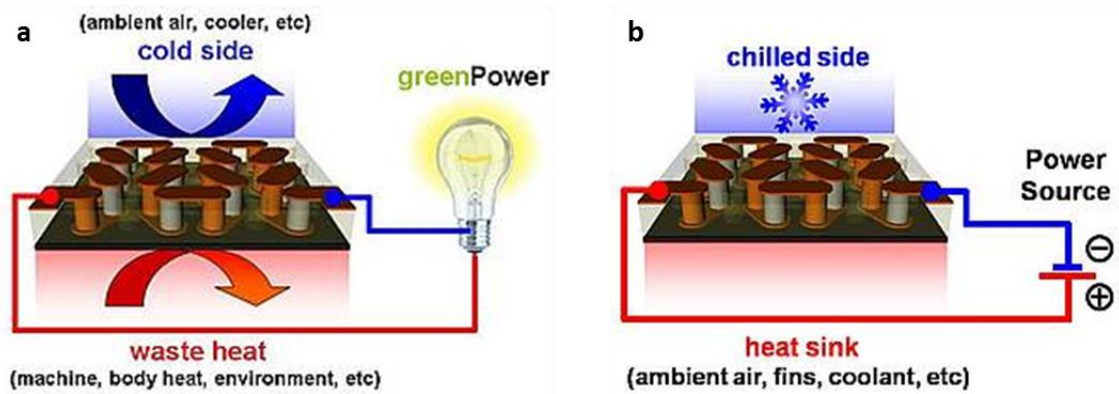 a
(ambient air, cooler, etc)
cold side
greenPower
waste heat
(machine, body heat, environment, etc)
b
chilled side
Power
Source
−
+
heat sink
(ambient air, fins, coolant, etc)